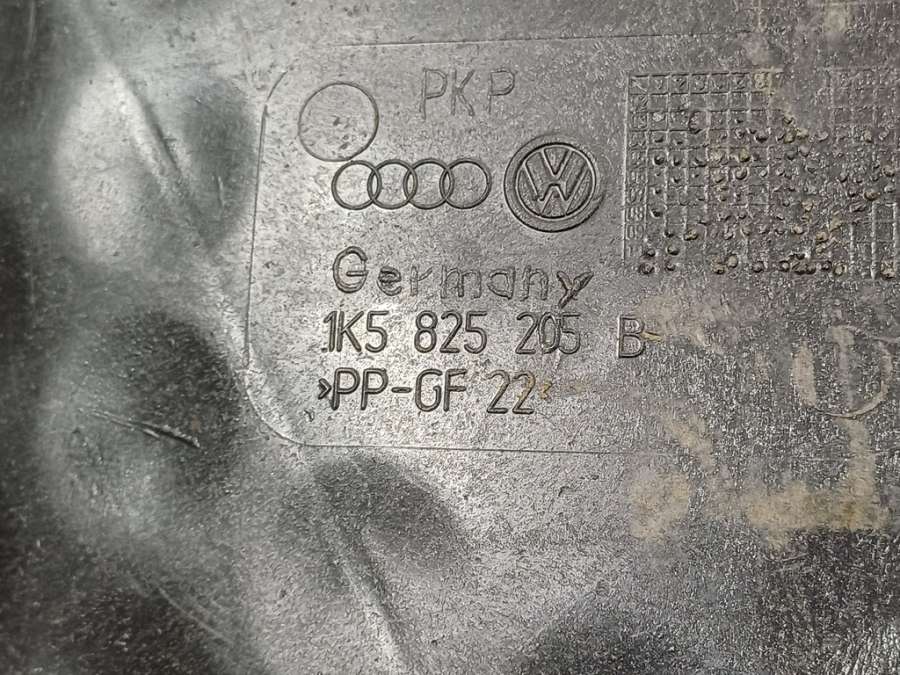 PKP
Germany
1K5 825 205 B
>PP-GF 22<